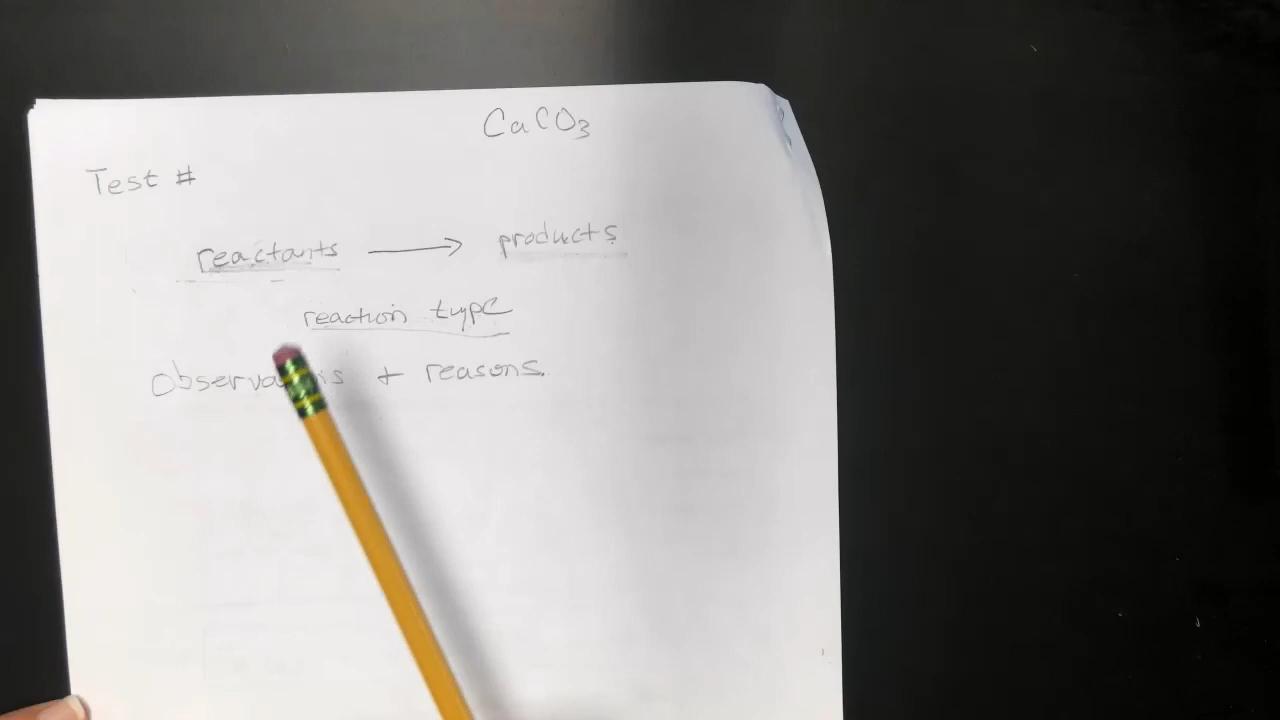 CaCO₃
Test #
reactants → products
reaction type
+ reasons.